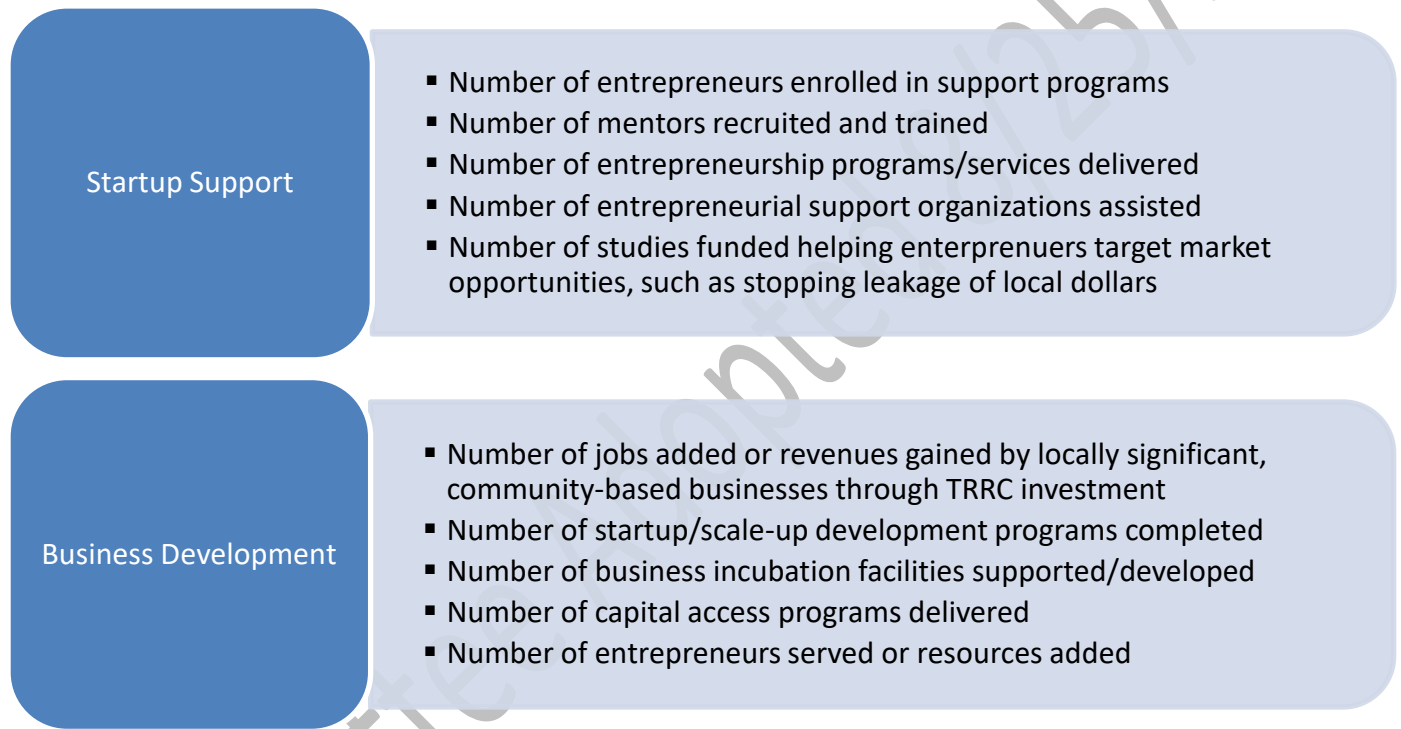 Startup Support
▪ Number of entrepreneurs enrolled in support programs
▪ Number of mentors recruited and trained
▪ Number of entrepreneurship programs/services delivered
▪ Number of entrepreneurial support organizations assisted
▪ Number of studies funded helping enterprenuers target market
opportunities, such as stopping leakage of local dollars
Business Development
▪ Number of jobs added or revenues gained by locally significant,
community-based businesses through TRRC investment
▪ Number of startup/scale-up development programs completed
▪ Number of business incubation facilities supported/developed
▪ Number of capital access programs delivered
▪ Number of entrepreneurs served or resources added
Adopted 2/25/